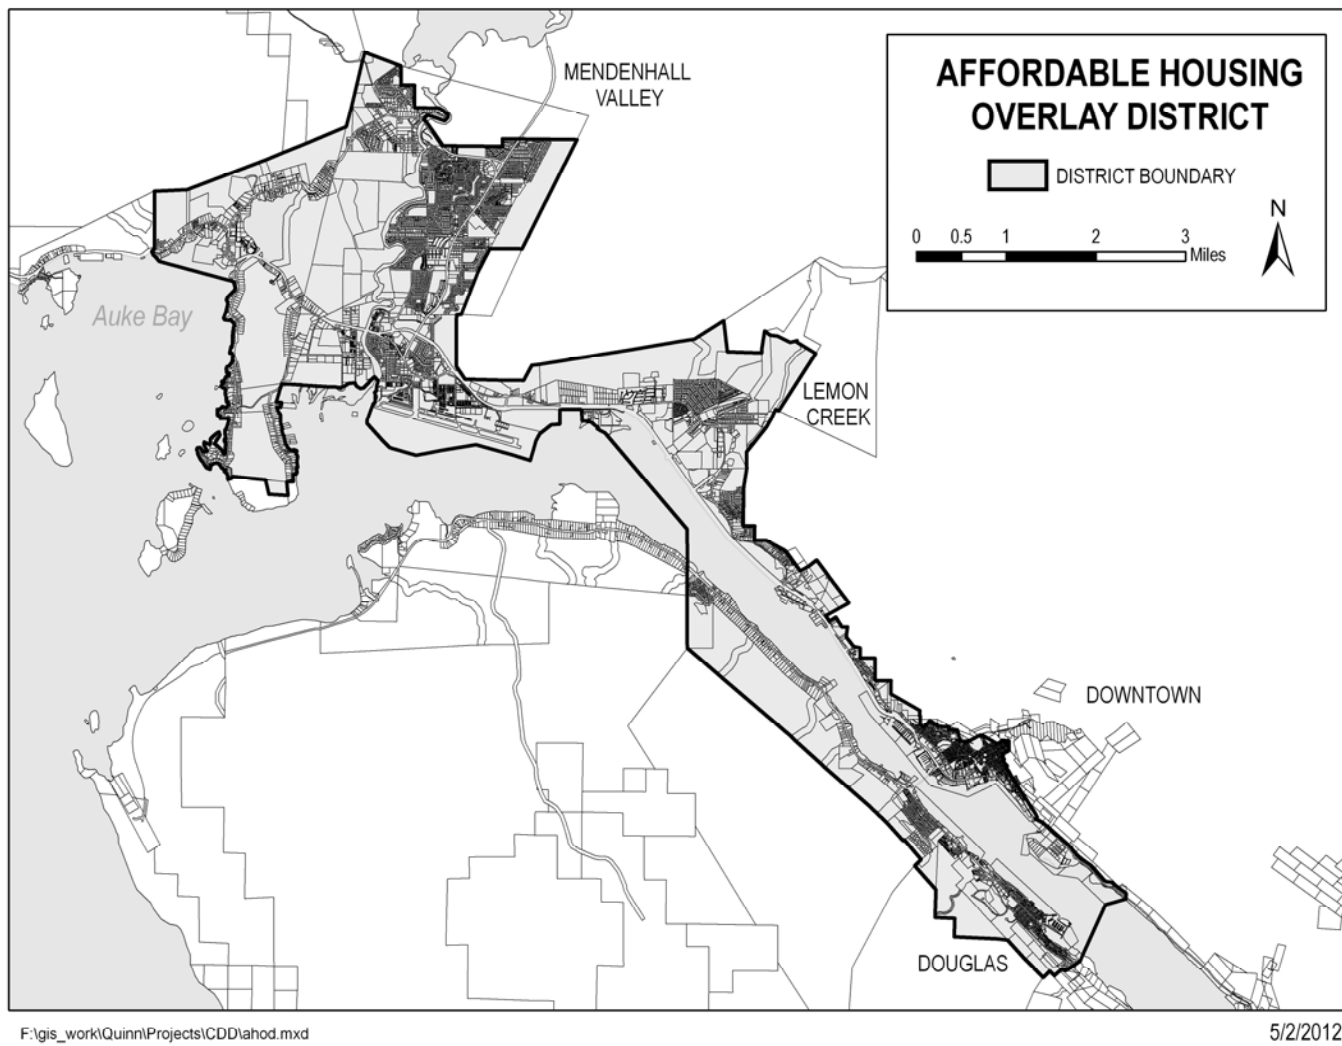 MENDENHALL
VALLEY
AFFORDABLE HOUSING
OVERLAY DISTRICT
DISTRICT BOUNDARY
N
0 0.5 1 2 3
Miles
Auke Bay
LEMON
CREEK
DOWNTOWN
DOUGLAS
F:\gis_work\Quinn\Projects\CDD\ahod.mxd
5/2/2012